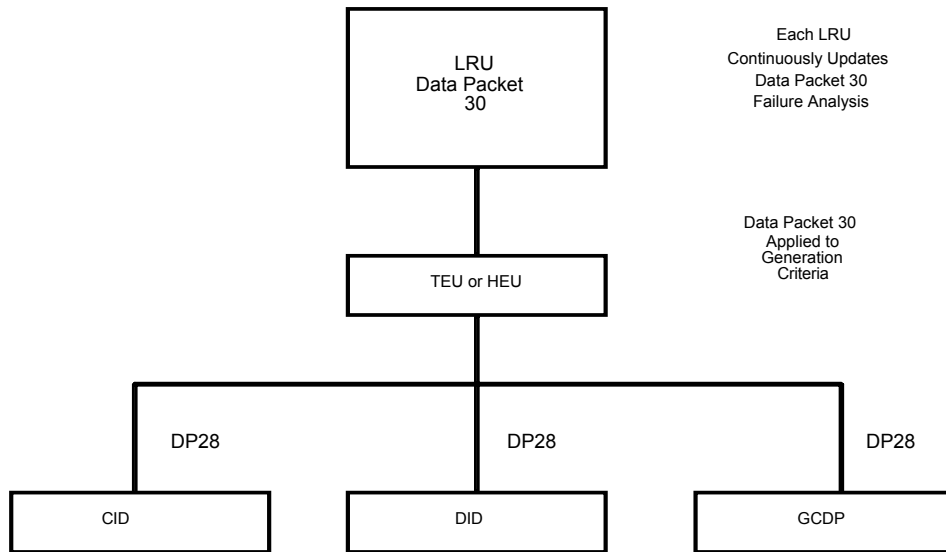 LRU
Data Packet
30
Each LRU
Continuously Updates
Data Packet 30
Failure Analysis
Data Packet 30
Applied to
Generation
Criteria
TEU or HEU
DP28
DP28
DP28
CID
DID
GCDP